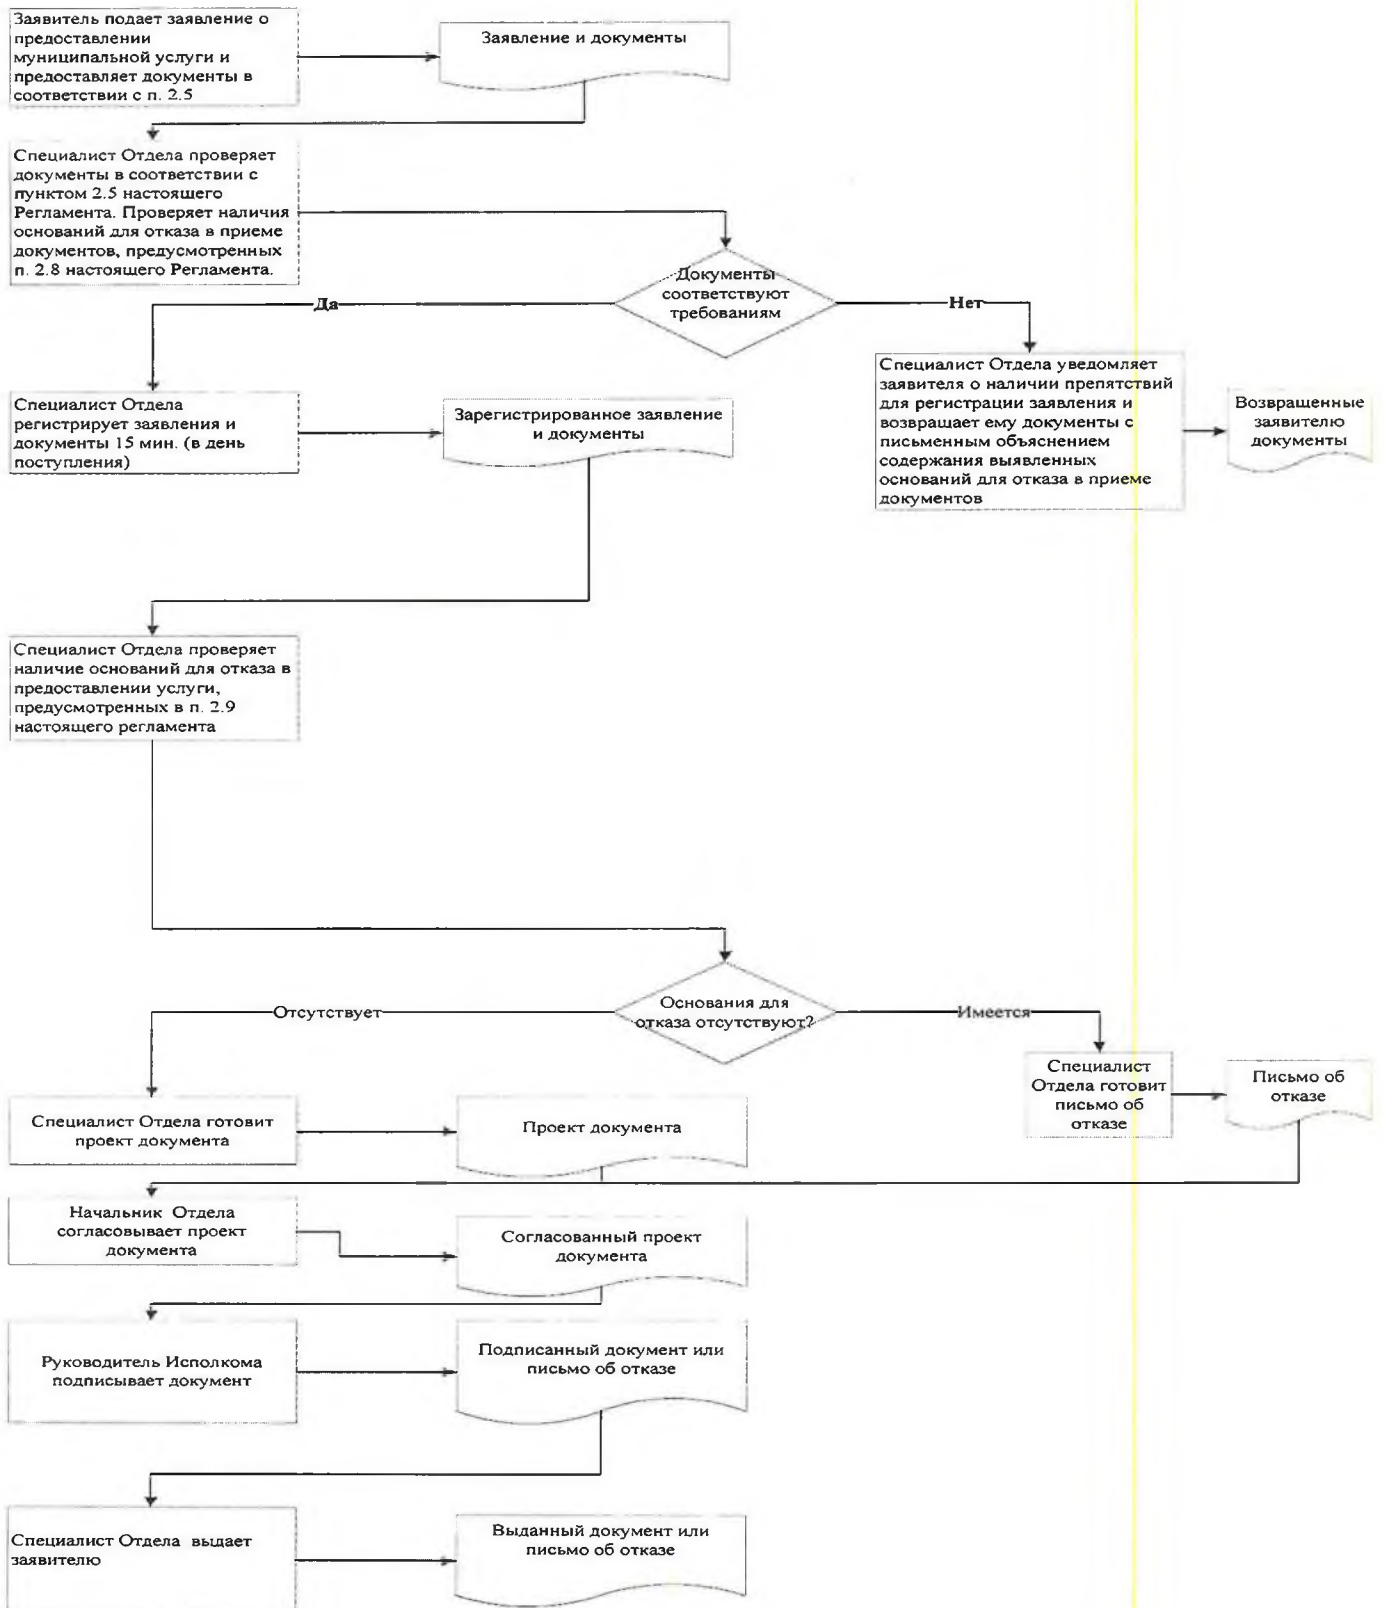 Заявитель подает заявление о
предоставлении
муниципальной услуги и
предоставляет документы в
соответствии с п. 2.5
Заявление и документы
Специалист Отдела проверяет
документы в соответствии с
пунктом 2.5 настоящего
Регламента. Проверяет наличия
оснований для отказа в приеме
документов, предусмотренных
п. 2.8 настоящего Регламента.
Документы
соответствуют
требованиям
Да
Нет
Специалист Отдела
регистрирует заявления и
документы 15 мин. (в день
поступления)
Зарегистрированное заявление
и документы
Специалист Отдела уведомляет
заявителя о наличии препятствий
для регистрации заявления и
возвращает ему документы с
письменным объяснением
содержания выявленных
оснований для отказа в приеме
документов
Возвращенные
заявителю
документы
Специалист Отдела проверяет
наличие оснований для отказа в
предоставлении услуги,
предусмотренных в п. 2.9
настоящего регламента
Основания для
отказа отсутствуют?
Отсутствует
Имеется
Специалист
Отдела готовит
письмо об
отказе
Письмо об
отказе
Специалист Отдела готовит
проект документа
Проект документа
Начальник Отдела
согласовывает проект
документа
Согласованный проект
документа
Руководитель Исполкома
подписывает документ
Подписанный документ или
письмо об отказе
Специалист Отдела выдает
заявителю
Выданный документ или
письмо об отказе